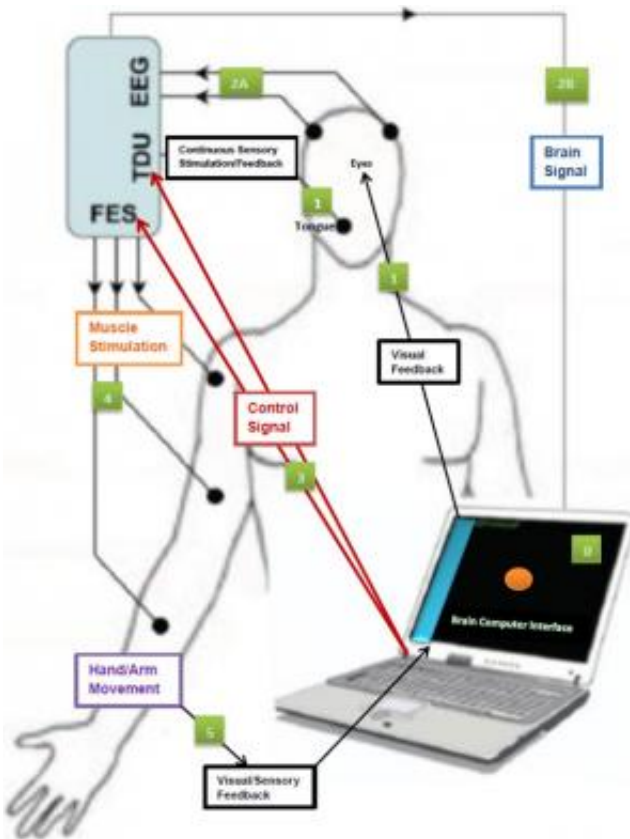 EEG
2A
2B
TDU
Continuous Sensory
Stimulation/Feedback
Eyes
Brain
Signal
1
Tongue
FES
1
Muscle
Stimulation
Visual
Feedback
4
Control
Signal
3
0
Brain Computer Interface
Hand/Arm
Movement
5
Visual/Sensory
Feedback